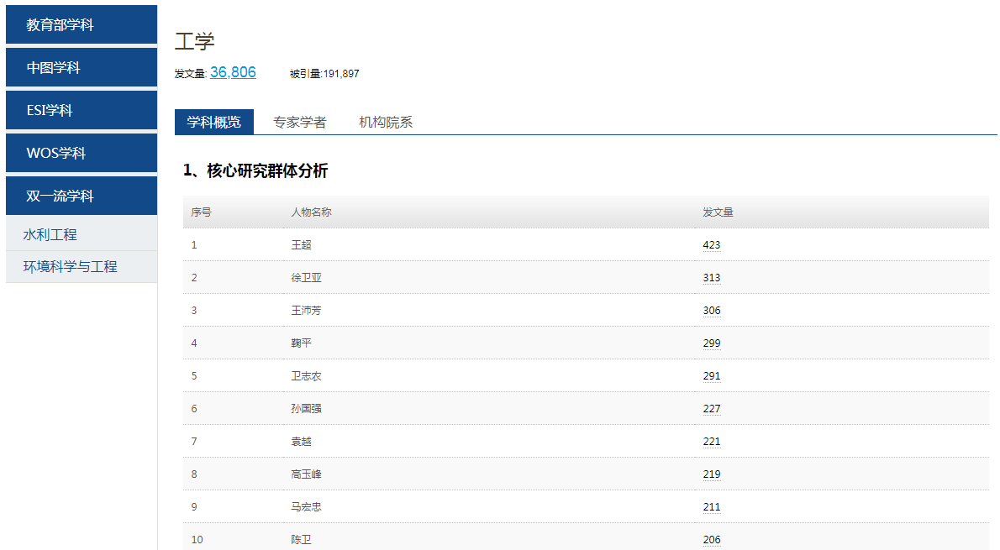 教育部学科
中图学科
ESI学科
WOS学科
双一流学科
水利工程
环境科学与工程
工学
发文量: 36,806 被引量:191,897
学科概览 专家学者 机构院系
1、核心研究群体分析
序号 人物名称 发文量
1 王超 423
2 徐卫亚 313
3 王沛芳 306
4 鞠平 299
5 卫志农 291
6 孙国强 227
7 袁越 221
8 高玉峰 219
9 马宏忠 211
10 陈卫 206